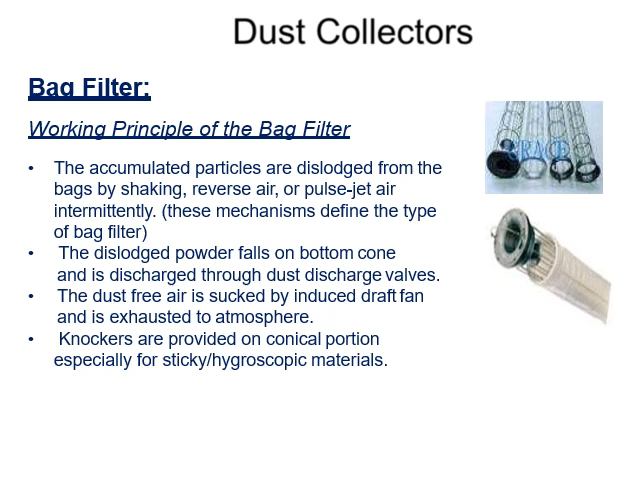 Dust Collectors
Bag Filter:
Working Principle of the Bag Filter
• The accumulated particles are dislodged from the
bags by shaking, reverse air, or pulse-jet air
intermittently. (these mechanisms define the type
of bag filter)
• The dislodged powder falls on bottom cone
and is discharged through dust discharge valves.
• The dust free air is sucked by induced draft fan
and is exhausted to atmosphere.
• Knockers are provided on conical portion
especially for sticky/hygroscopic materials.